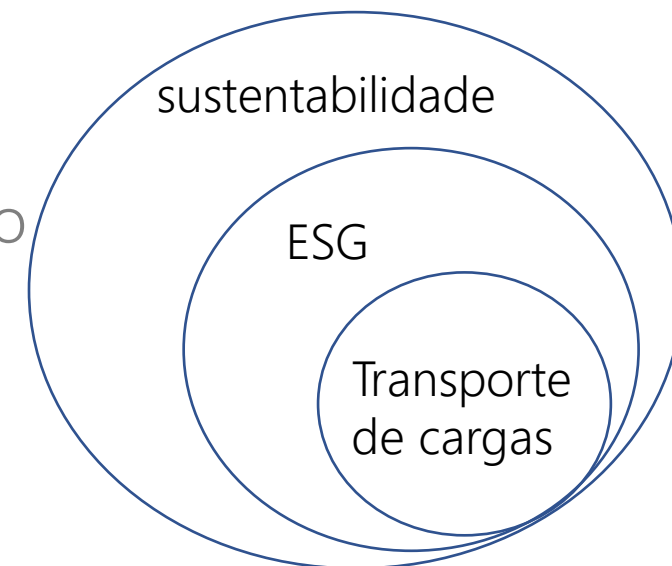 sustentabilidade
o
ESG
Transporte
de cargas